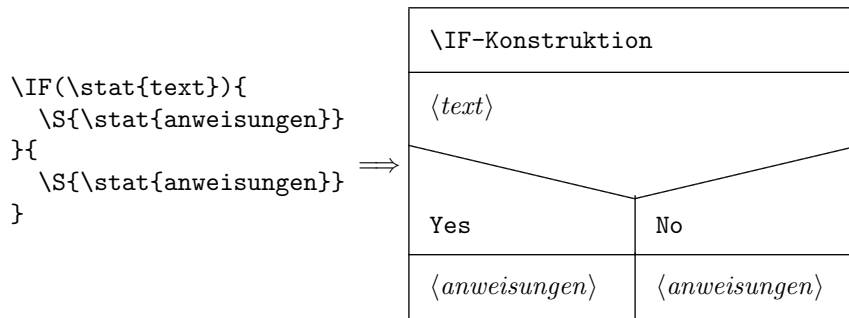 \IF(\stat{text}){
\S{\stat{anweisungen}}
}{
\S{\stat{anweisungen}}
}
⟹
\IF-Konstruktion
⟨text⟩
Yes No
⟨anweisungen⟩ ⟨anweisungen⟩